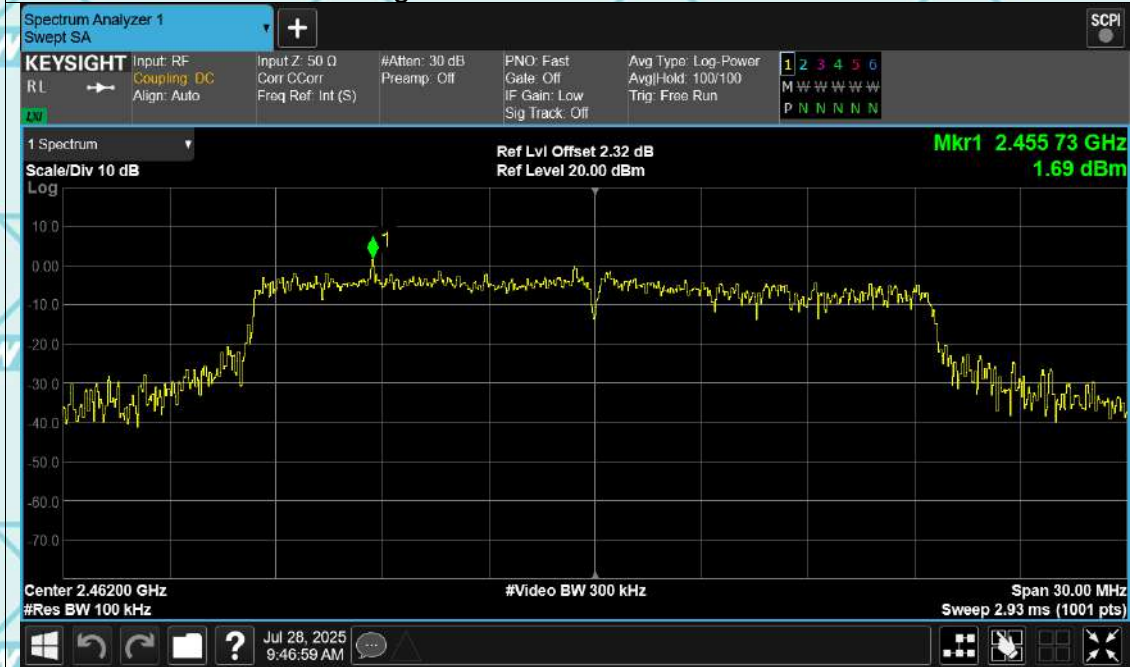 Spectrum Analyzer 1
Swept SA
+
SCPI
KEYSIGHT
RL
LXI
Input: RF
Coupling: DC
Align: Auto
Input Z: 50 Ω
Corr CCorr
Freq Ref: Int (S)
#Atten: 30 dB
Preamp: Off
PNO: Fast
Gate: Off
IF Gain: Low
Sig Track: Off
Avg Type: Log-Power
Avg|Hold: 100/100
Trig: Free Run
1 2 3 4 5 6
M W W W W W
P N N N N N
1 Spectrum
Scale/Div 10 dB
Log
Ref Lvl Offset 2.32 dB
Ref Level 20.00 dBm
Mkr1 2.455 73 GHz
1.69 dBm
1
10.0
0.00
-10.0
-20.0
-30.0
-40.0
-50.0
-60.0
-70.0
Center 2.46200 GHz
#Res BW 100 kHz
#Video BW 300 kHz
Span 30.00 MHz
Sweep 2.93 ms (1001 pts)
?
Jul 28, 2025
9:46:59 AM